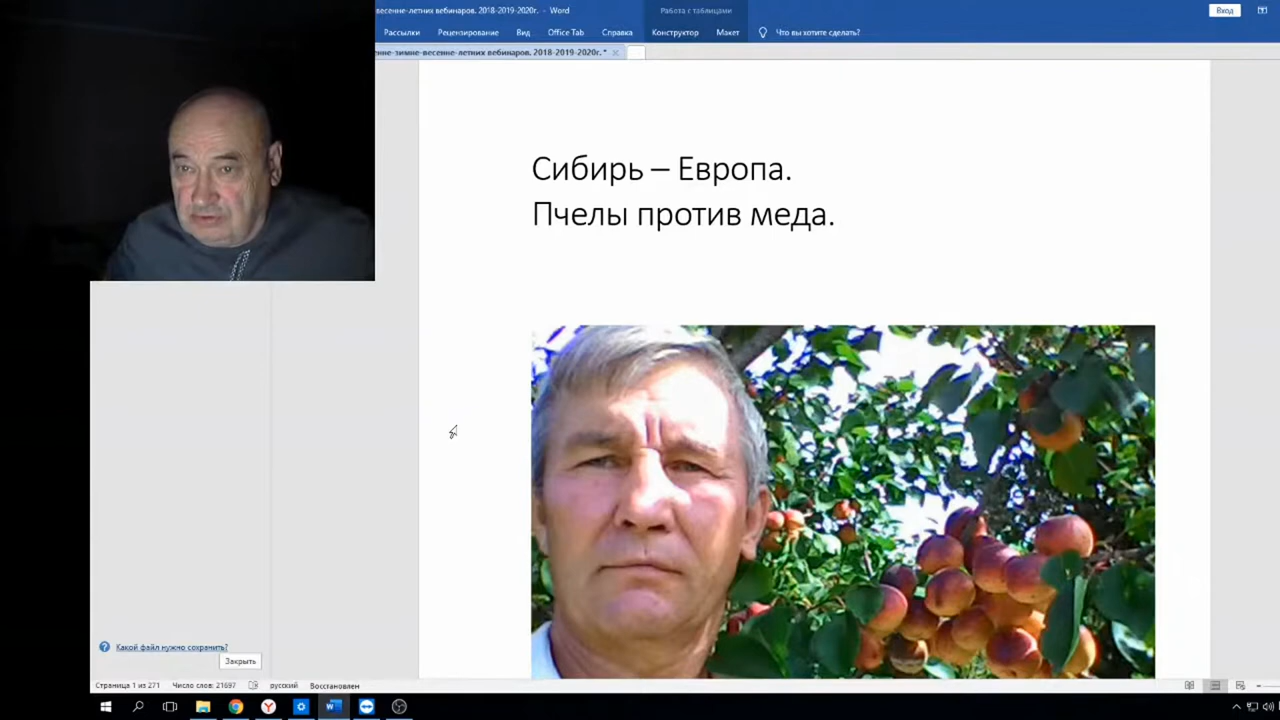 весенне-летних вебинаров. 2018-2019-2020г. - Word
Работа с таблицами
Вход
Рассылки Рецензирование Вид Office Tab Справка Конструктор Макет Что вы хотите сделать?
нне-зимне-весенне-летних вебинаров. 2018-2019-2020г. *
Сибирь – Европа.
Пчелы против меда.
Какой файл нужно сохранить?
Закрыть
Страница 1 из 271 Число слов: 21697 русский Восстановлен